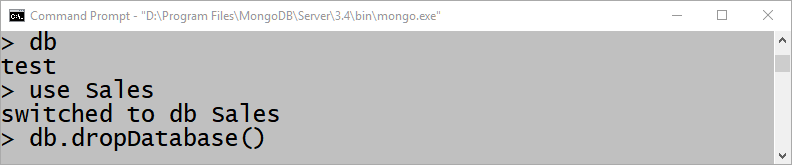 Command Prompt - "D:\Program Files\MongoDB\Server\3.4\bin\mongo.exe"
> db
test
> use Sales
switched to db Sales
> db.dropDatabase()